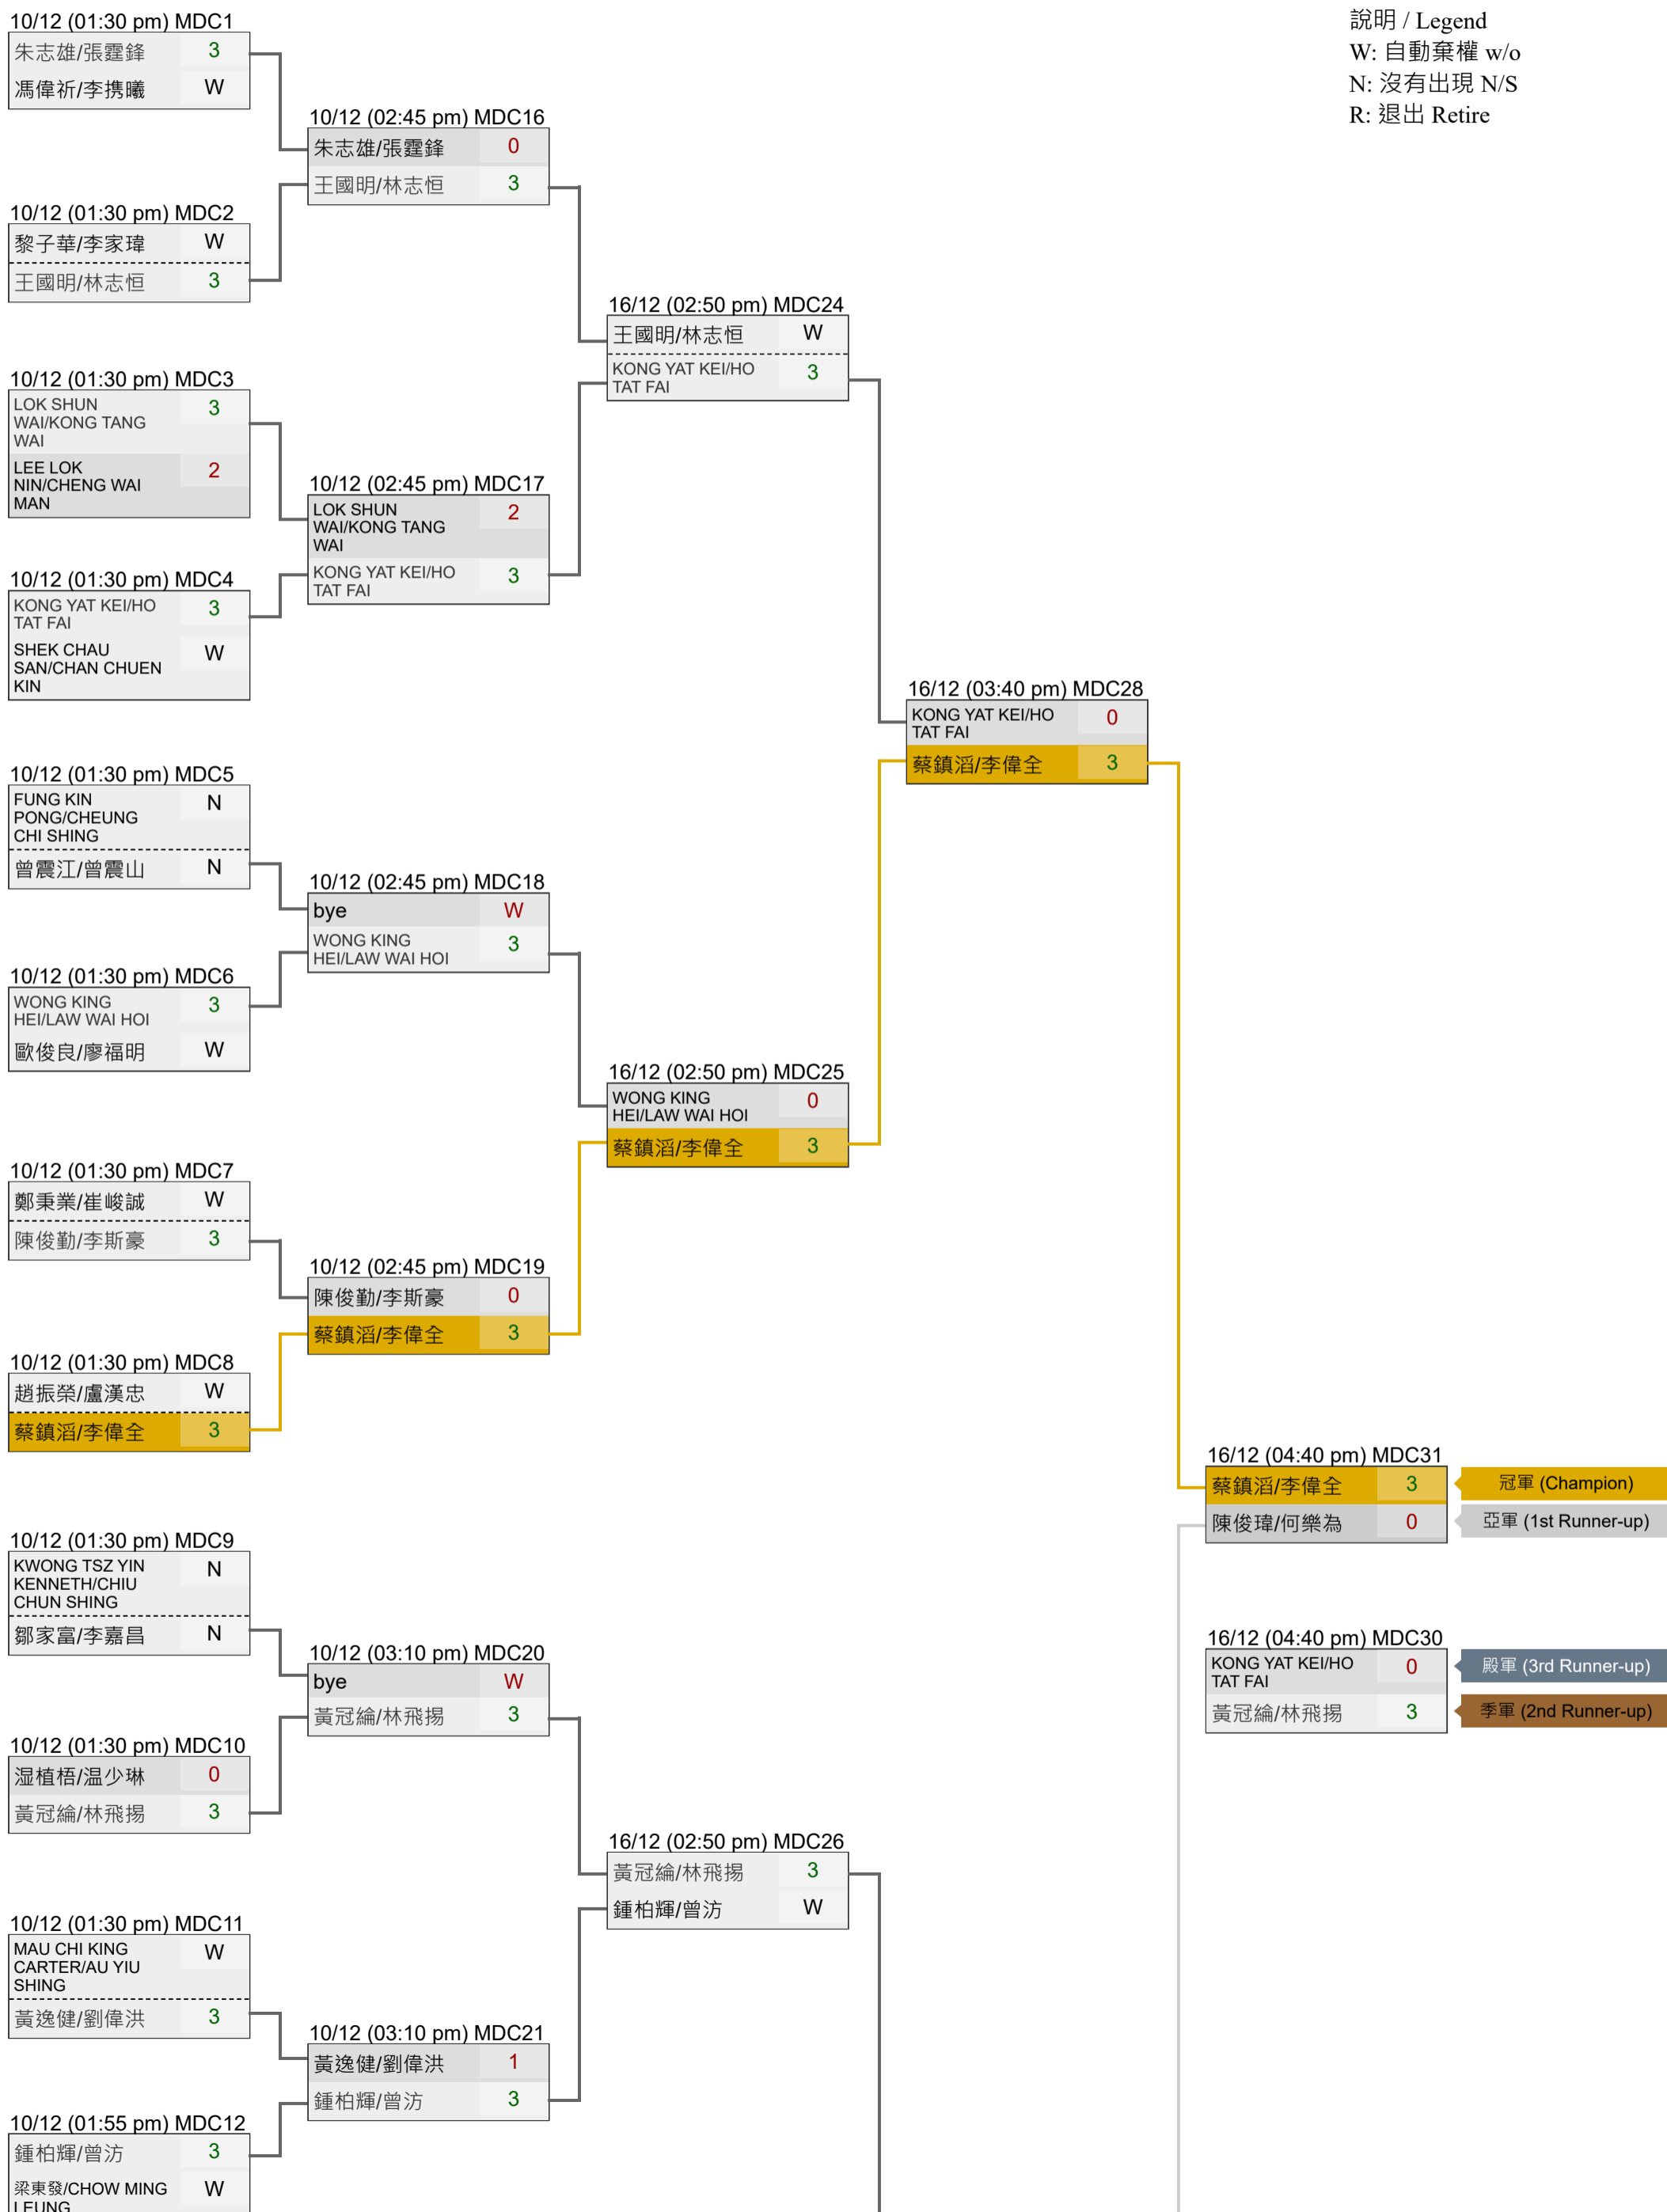 說明 / Legend
W: 自動棄權 w/o
N: 沒有出現 N/S
R: 退出 Retire
10/12 (01:30 pm) MDC1
朱志雄/張霆鋒 3
馮偉祈/李携曦 W
10/12 (02:45 pm) MDC16
朱志雄/張霆鋒 0
王國明/林志恒 3
10/12 (01:30 pm) MDC2
黎子華/李家瑋 W
王國明/林志恒 3
16/12 (02:50 pm) MDC24
王國明/林志恒 W
KONG YAT KEI/HO 3
TAT FAI
10/12 (01:30 pm) MDC3
LOK SHUN 3
WAI/KONG TANG
WAI
LEE LOK 2
NIN/CHENG WAI
MAN
10/12 (02:45 pm) MDC17
LOK SHUN 2
WAI/KONG TANG
WAI
KONG YAT KEI/HO 3
TAT FAI
10/12 (01:30 pm) MDC4
KONG YAT KEI/HO 3
TAT FAI
SHEK CHAU W
SAN/CHAN CHUEN
KIN
16/12 (03:40 pm) MDC28
KONG YAT KEI/HO 0
TAT FAI
蔡鎮滔/李偉全 3
10/12 (01:30 pm) MDC5
FUNG KIN N
PONG/CHEUNG
CHI SHING
曾震江/曾震山 N
10/12 (02:45 pm) MDC18
bye W
WONG KING 3
HEI/LAW WAI HOI
10/12 (01:30 pm) MDC6
WONG KING 3
HEI/LAW WAI HOI
歐俊良/廖福明 W
16/12 (02:50 pm) MDC25
WONG KING 0
HEI/LAW WAI HOI
蔡鎮滔/李偉全 3
10/12 (01:30 pm) MDC7
鄭秉業/崔峻誠 W
陳俊勤/李斯豪 3
10/12 (02:45 pm) MDC19
陳俊勤/李斯豪 0
蔡鎮滔/李偉全 3
10/12 (01:30 pm) MDC8
趙振榮/盧漢忠 W
蔡鎮滔/李偉全 3
16/12 (04:40 pm) MDC31
蔡鎮滔/李偉全 3 冠軍 (Champion)
陳俊瑋/何樂為 0 亞軍 (1st Runner-up)
10/12 (01:30 pm) MDC9
KWONG TSZ YIN N
KENNETH/CHIU
CHUN SHING
鄒家富/李嘉昌 N
16/12 (04:40 pm) MDC30
KONG YAT KEI/HO 0 殿軍 (3rd Runner-up)
TAT FAI
黃冠綸/林飛揚 3 季軍 (2nd Runner-up)
10/12 (03:10 pm) MDC20
bye W
黃冠綸/林飛揚 3
10/12 (01:30 pm) MDC10
湿植梧/温少琳 0
黃冠綸/林飛揚 3
16/12 (02:50 pm) MDC26
黃冠綸/林飛揚 3
鍾柏輝/曾汸 W
10/12 (01:30 pm) MDC11
MAU CHI KING W
CARTER/AU YIU
SHING
黃逸健/劉偉洪 3
10/12 (03:10 pm) MDC21
黃逸健/劉偉洪 1
鍾柏輝/曾汸 3
10/12 (01:55 pm) MDC12
鍾柏輝/曾汸 3
梁東發/CHOW MING W
LEUNG